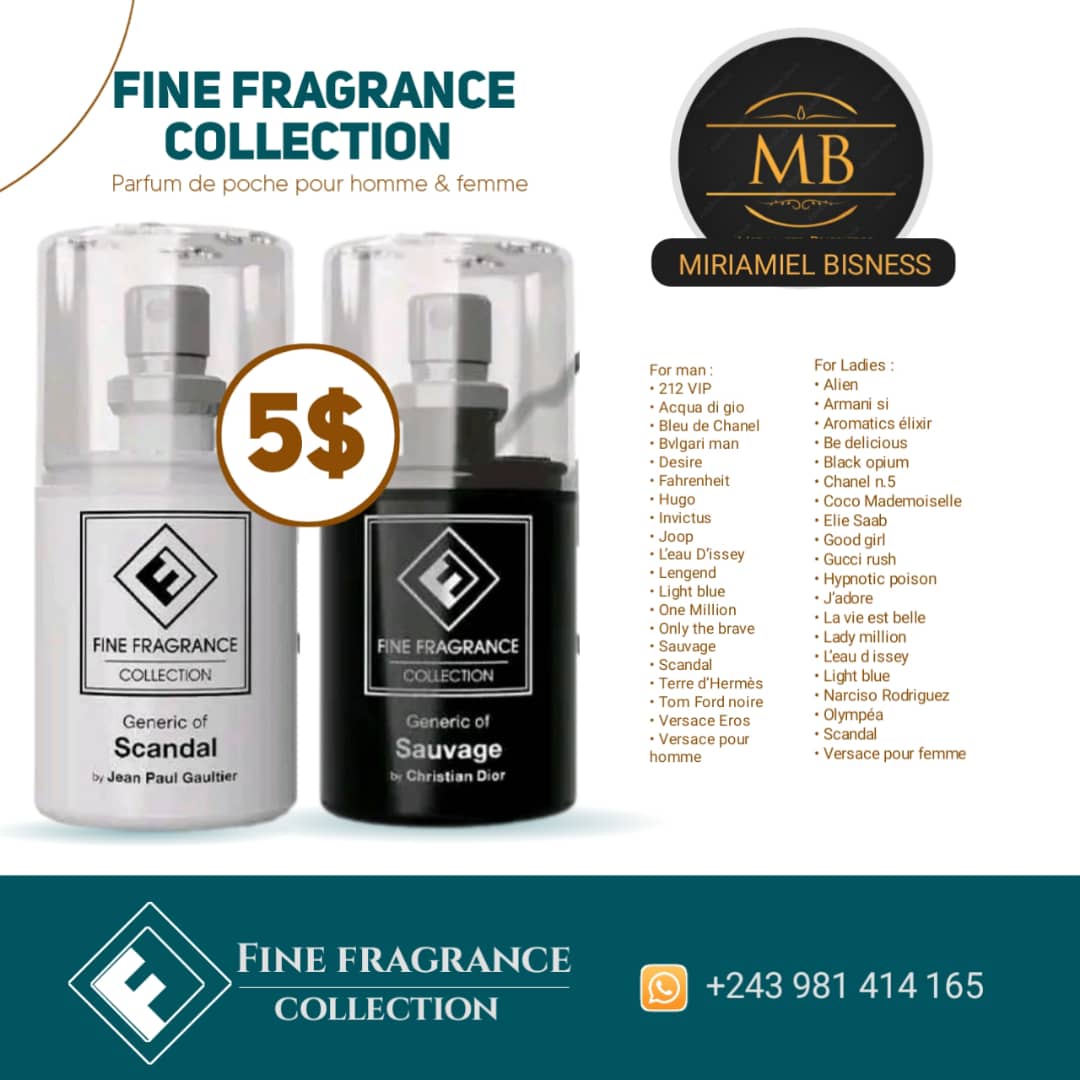 FINE FRAGRANCE
COLLECTION
Parfum de poche pour homme & femme
MB
MIRIAMIEL BISNESS
5$
FINE FRAGRANCE
COLLECTION
Generic of
Scandal
by Jean Paul Gaultier
FINE FRAGRANCE
COLLECTION
Generic of
Sauvage
by Christian Dior
For man :
• 212 VIP
• Acqua di gio
• Bleu de Chanel
• Bvlgari man
• Desire
• Fahrenheit
• Hugo
• Invictus
• Joop
• L'eau D'issey
• Lengend
• Light blue
• One Million
• Only the brave
• Sauvage
• Scandal
• Terre d'Hermès
• Tom Ford noire
• Versace Eros
• Versace pour
homme
For Ladies :
• Alien
• Armani si
• Aromatics élixir
• Be delicious
• Black opium
• Chanel n.5
• Coco Mademoiselle
• Elie Saab
• Good girl
• Gucci rush
• Hypnotic poison
• J'adore
• La vie est belle
• Lady million
• L'eau d issey
• Light blue
• Narciso Rodriguez
• Olympéa
• Scandal
• Versace pour femme
FINE FRAGRANCE
COLLECTION
+243 981 414 165